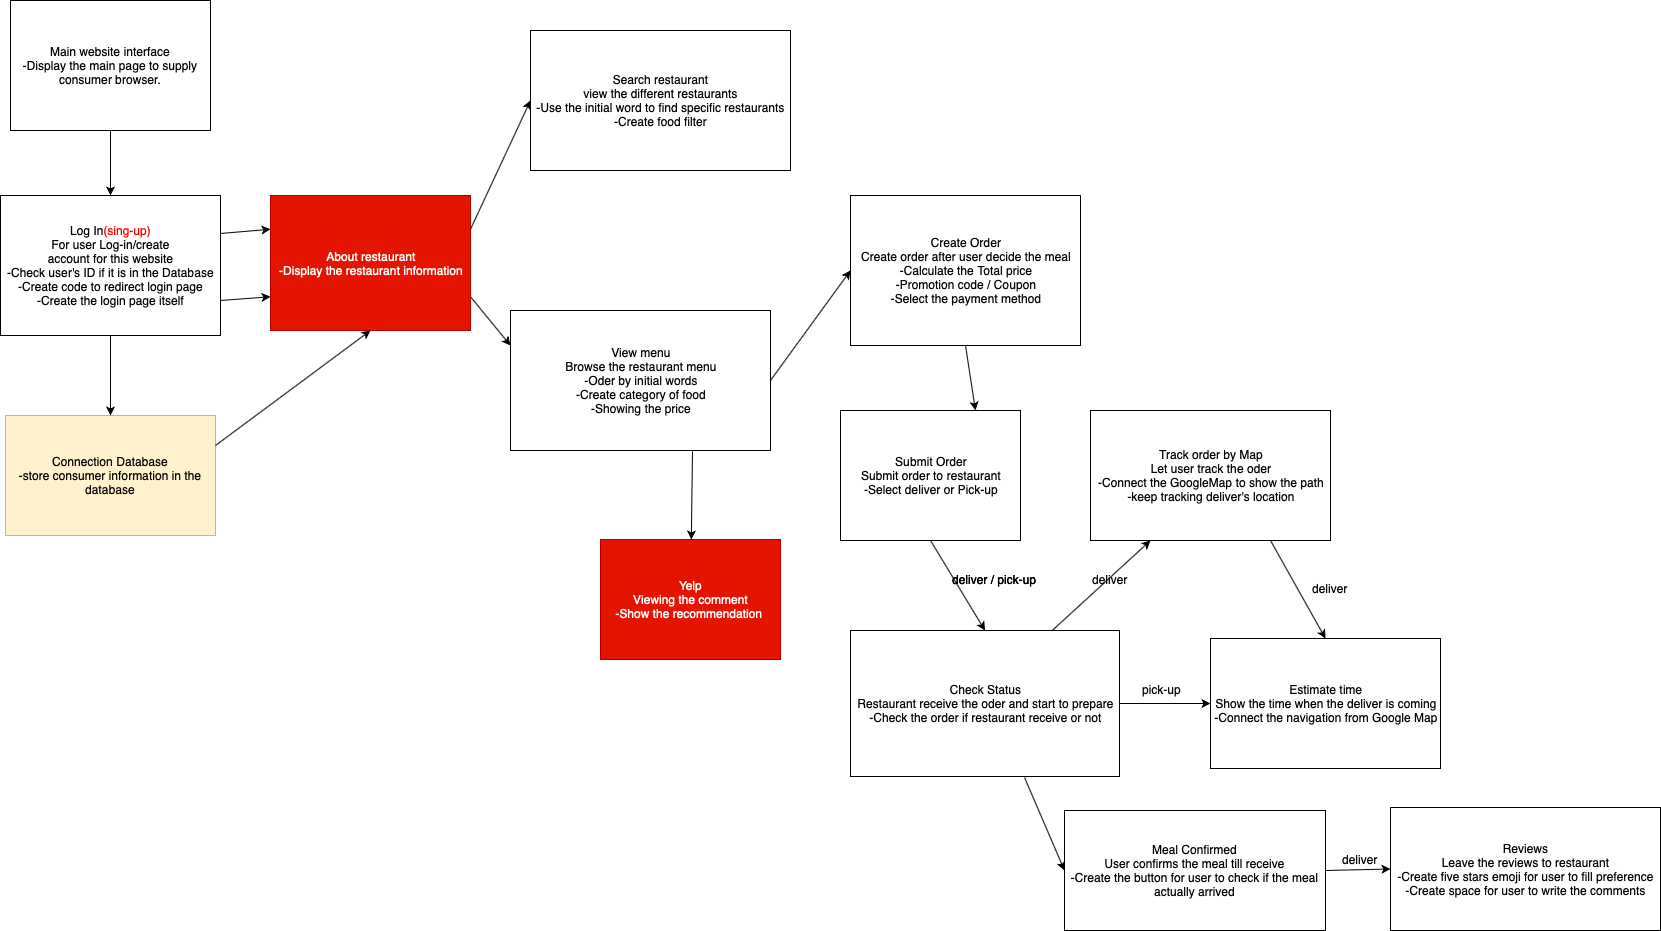 Main website interface
-Display the main page to supply
consumer browser.
Search restaurant
view the different restaurants
-Use the initial word to find specific restaurants
-Create food filter
Log In(sing-up)
For user Log-in/create
account for this website
-Check user's ID if it is in the Database
-Create code to redirect login page
-Create the login page itself
About restaurant
-Display the restaurant information
Create Order
Create order after user decide the meal
-Calculate the Total price
-Promotion code / Coupon
-Select the payment method
View menu
Browse the restaurant menu
-Oder by initial words
-Create category of food
-Showing the price
Connection Database
-store consumer information in the
database
Submit Order
Submit order to restaurant
-Select deliver or Pick-up
Track order by Map
Let user track the oder
-Connect the GoogleMap to show the path
-keep tracking deliver's location
Yelp
Viewing the comment
-Show the recommendation
deliver / pick-up
deliver
deliver
Check Status
Restaurant receive the oder and start to prepare
-Check the order if restaurant receive or not
pick-up
Estimate time
Show the time when the deliver is coming
-Connect the navigation from Google Map
Meal Confirmed
User confirms the meal till receive
-Create the button for user to check if the meal
actually arrived
deliver
Reviews
Leave the reviews to restaurant
-Create five stars emoji for user to fill preference
-Create space for user to write the comments